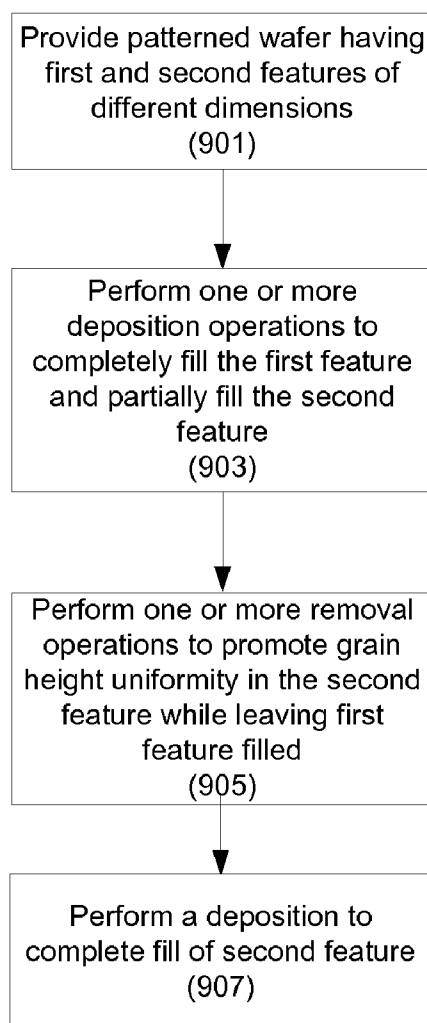 Provide patterned wafer having
first and second features of
different dimensions
(901)
Perform one or more
deposition operations to
completely fill the first feature
and partially fill the second
feature
(903)
Perform one or more removal
operations to promote grain
height uniformity in the second
feature while leaving first
feature filled
(905)
Perform a deposition to
complete fill of second feature
(907)